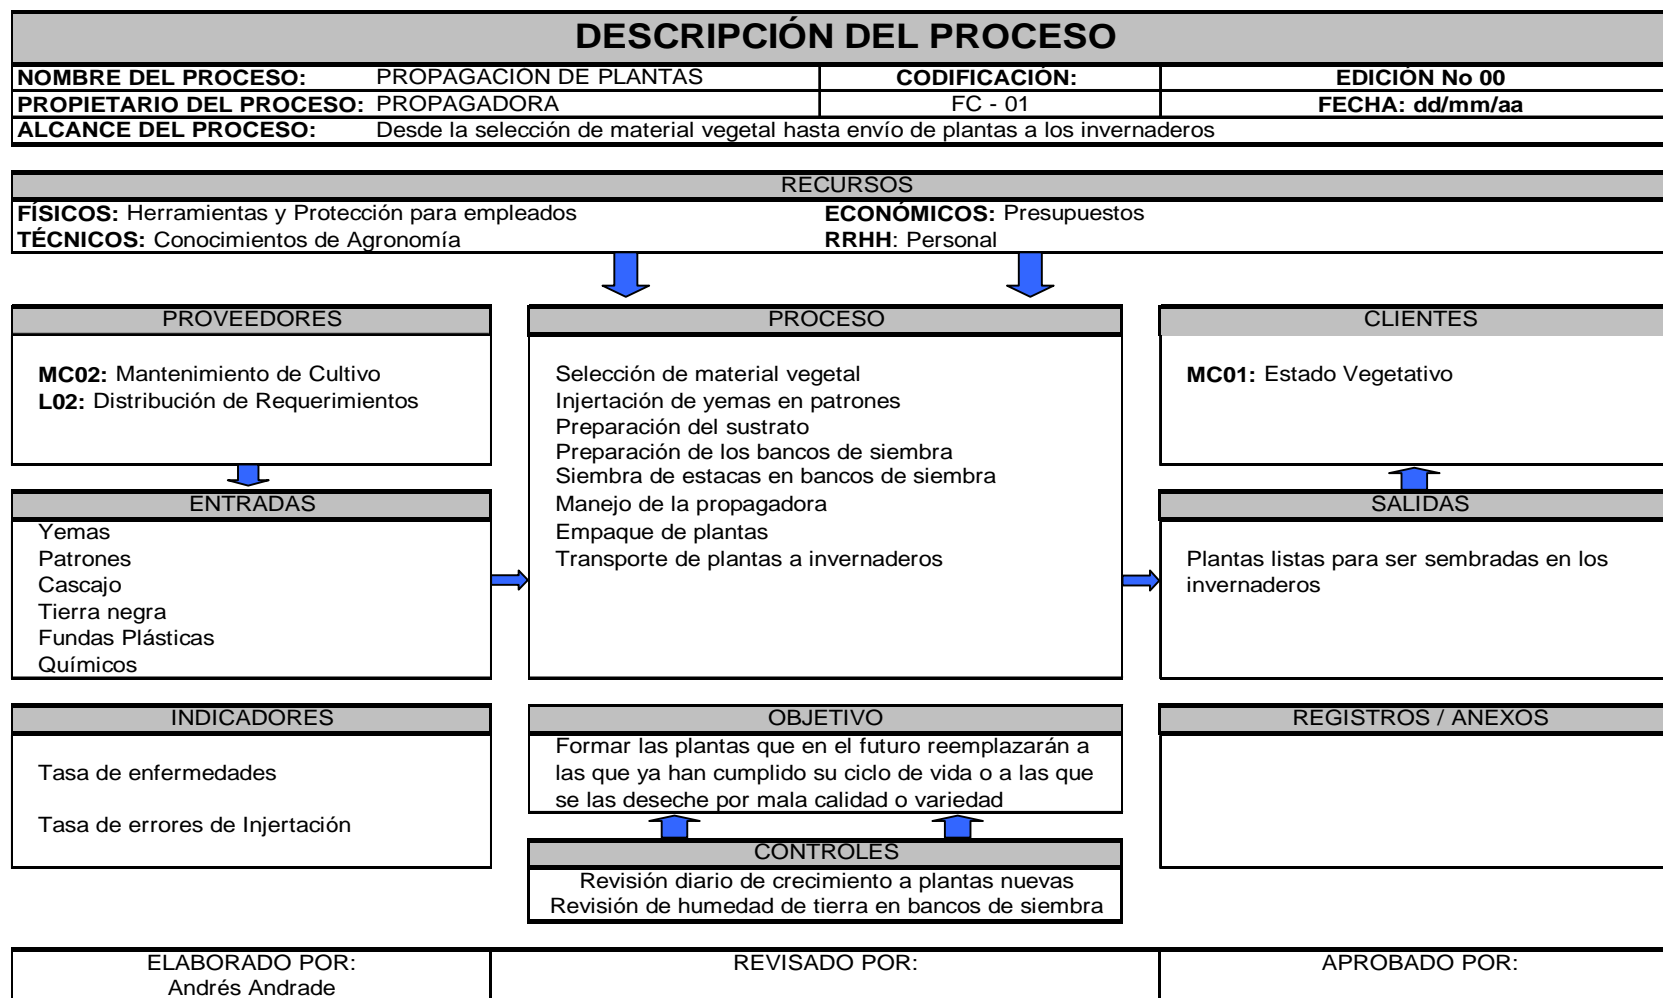 DESCRIPCIÓN DEL PROCESO
NOMBRE DEL PROCESO: PROPAGACIÓN DE PLANTAS CODIFICACIÓN: EDICIÓN No 00
PROPIETARIO DEL PROCESO: PROPAGADORA FC - 01 FECHA: dd/mm/aa
ALCANCE DEL PROCESO: Desde la selección de material vegetal hasta envío de plantas a los invernaderos
RECURSOS
FÍSICOS: Herramientas y Protección para empleados ECONÓMICOS: Presupuestos
TÉCNICOS: Conocimientos de Agronomía RRHH: Personal
PROVEEDORES
MC02: Mantenimiento de Cultivo
L02: Distribución de Requerimientos
ENTRADAS
Yemas
Patrones
Cascajo
Tierra negra
Fundas Plásticas
Químicos
PROCESO
Selección de material vegetal
Injertación de yemas en patrones
Preparación del sustrato
Preparación de los bancos de siembra
Siembra de estacas en bancos de siembra
Manejo de la propagadora
Empaque de plantas
Transporte de plantas a invernaderos
CLIENTES
MC01: Estado Vegetativo
SALIDAS
Plantas listas para ser sembradas en los
invernaderos
INDICADORES
Tasa de enfermedades
Tasa de errores de Injertación
OBJETIVO
Formar las plantas que en el futuro reemplazarán a
las que ya han cumplido su ciclo de vida o a las que
se las deseche por mala calidad o variedad
CONTROLES
Revisión diario de crecimiento a plantas nuevas
Revisión de humedad de tierra en bancos de siembra
REGISTROS / ANEXOS
ELABORADO POR: REVISADO POR: APROBADO POR:
Andrés Andrade